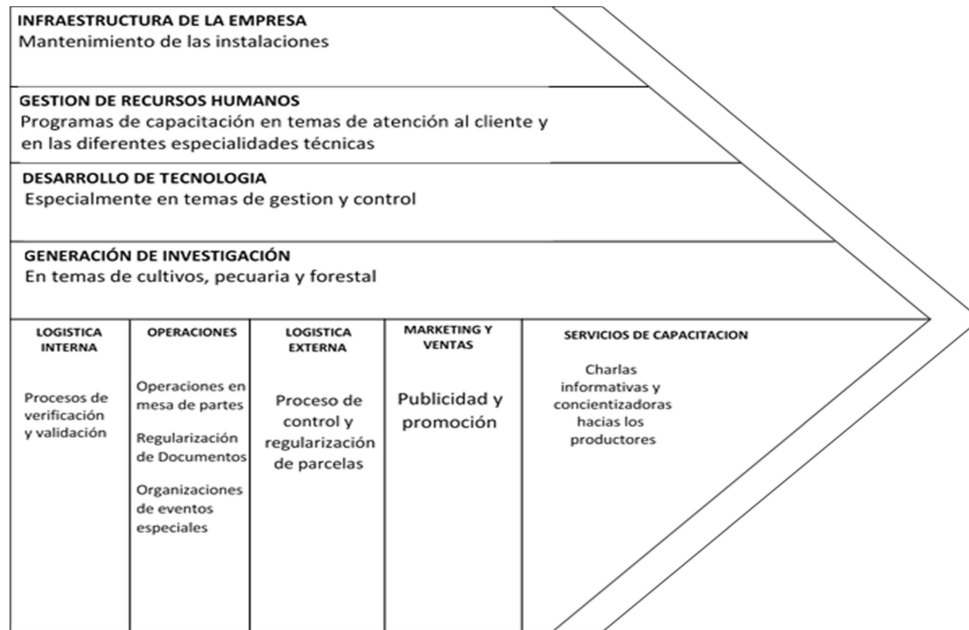 INFRAESTRUCTURA DE LA EMPRESA
Mantenimiento de las instalaciones
GESTION DE RECURSOS HUMANOS
Programas de capacitación en temas de atención al cliente y
en las diferentes especialidades técnicas
DESARROLLO DE TECNOLOGIA
Especialmente en temas de gestion y control
GENERACIÓN DE INVESTIGACIÓN
En temas de cultivos, pecuaria y forestal
LOGISTICA
INTERNA
Procesos de
verificación
y validación
OPERACIONES
Operaciones en
mesa de partes
Regularización
de Documentos
Organizaciones
de eventos
especiales
LOGISTICA
EXTERNA
Proceso de
control y
regularización
de parcelas
MARKETING Y
VENTAS
Publicidad y
promoción
SERVICIOS DE CAPACITACION
Charlas
informativas y
concientizadoras
hacias los
productores